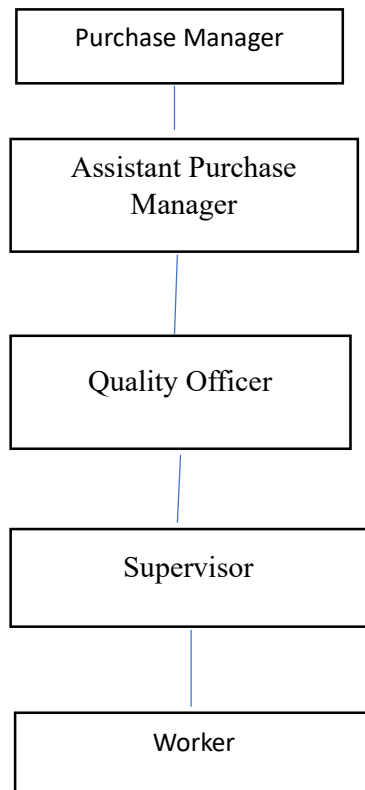 Purchase Manager
Assistant Purchase
Manager
Quality Officer
Supervisor
Worker